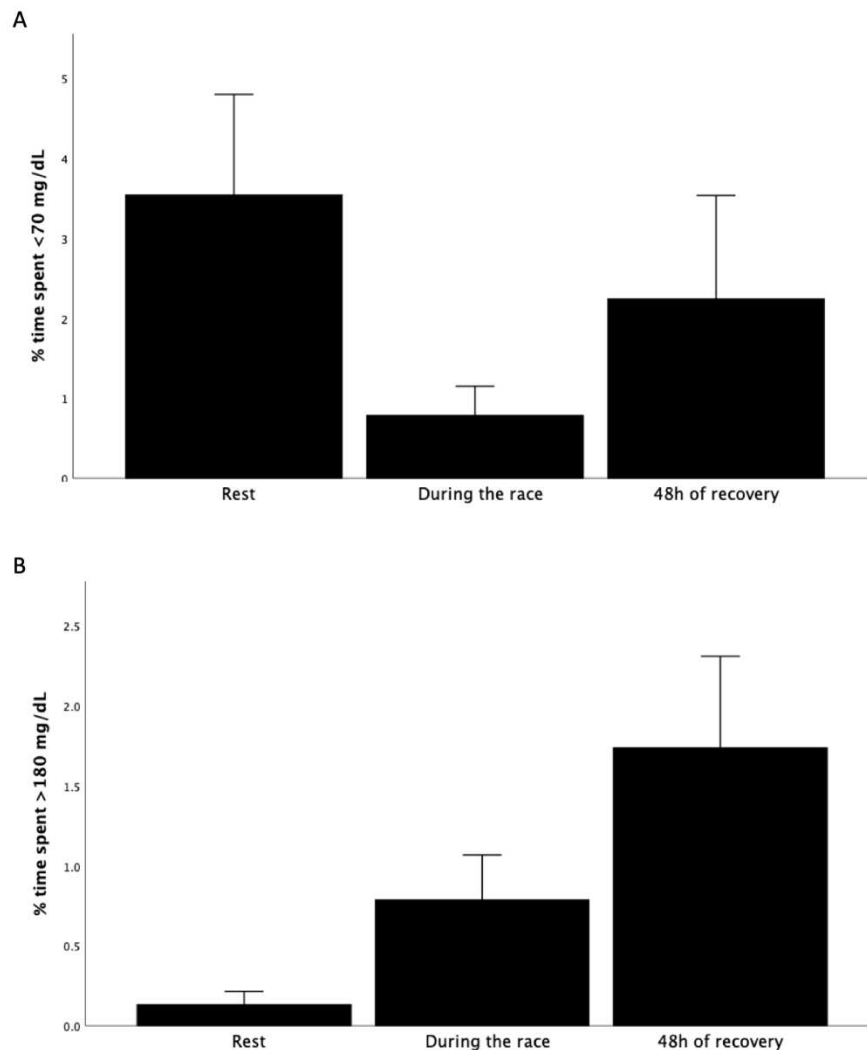 A
% time spent <70 mg/dL
5
4
3
2
1
0
Rest During the race 48h of recovery
B
% time spent >180 mg/dL
2.5
2.0
1.5
1.0
0.5
0.0
Rest During the race 48h of recovery